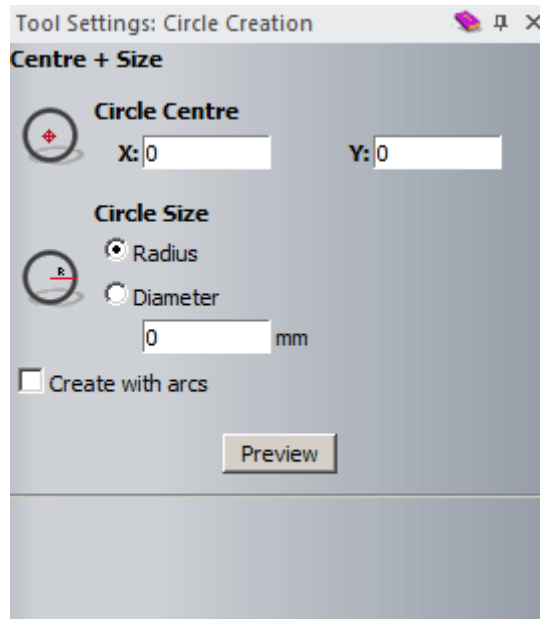 Tool Settings: Circle Creation
Centre + Size
Circle Centre
X: 0 Y: 0
Circle Size
R
Radius
Diameter
0 mm
Create with arcs
Preview